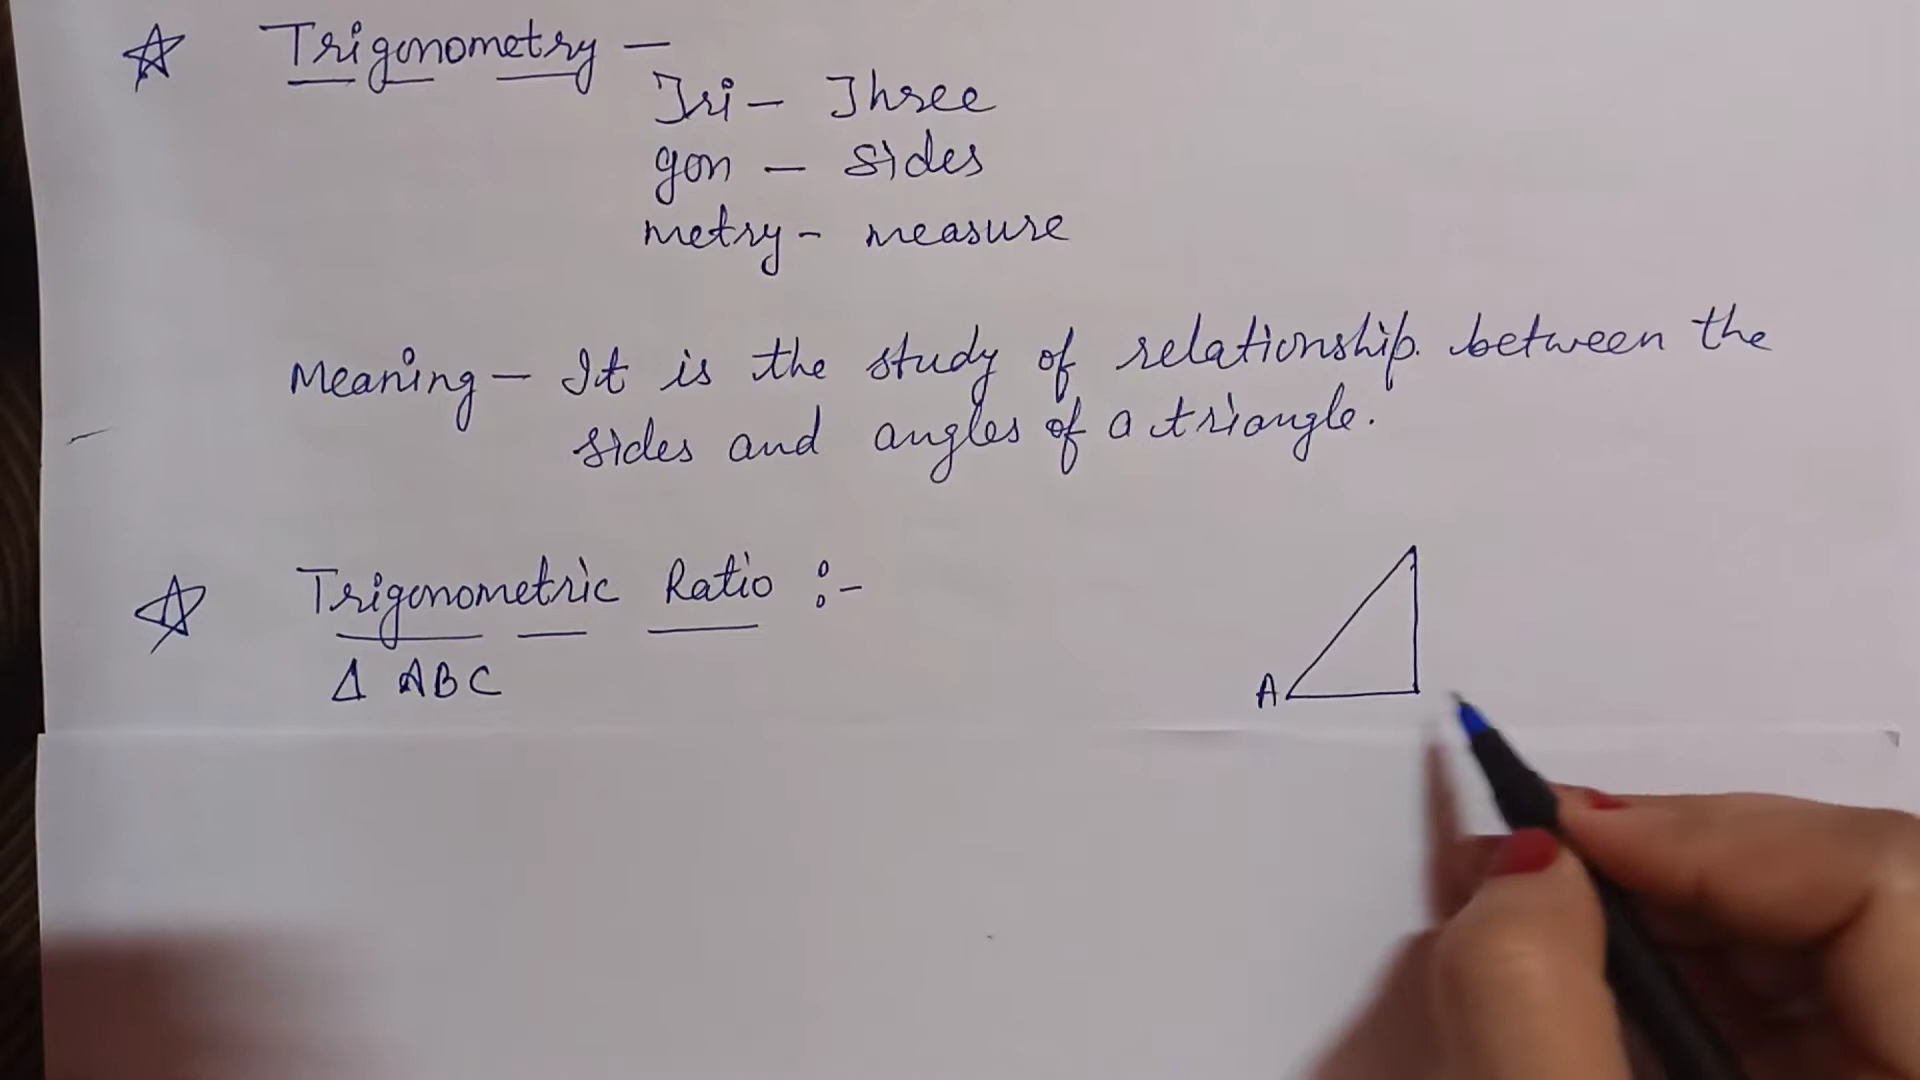 ☆ Trigonometry –
Tri – Three
gon – sides
metry – measure
Meaning – It is the study of relationship between the
sides and angles of a triangle.
☆ Trigonometric Ratio :-
Δ ABC
A